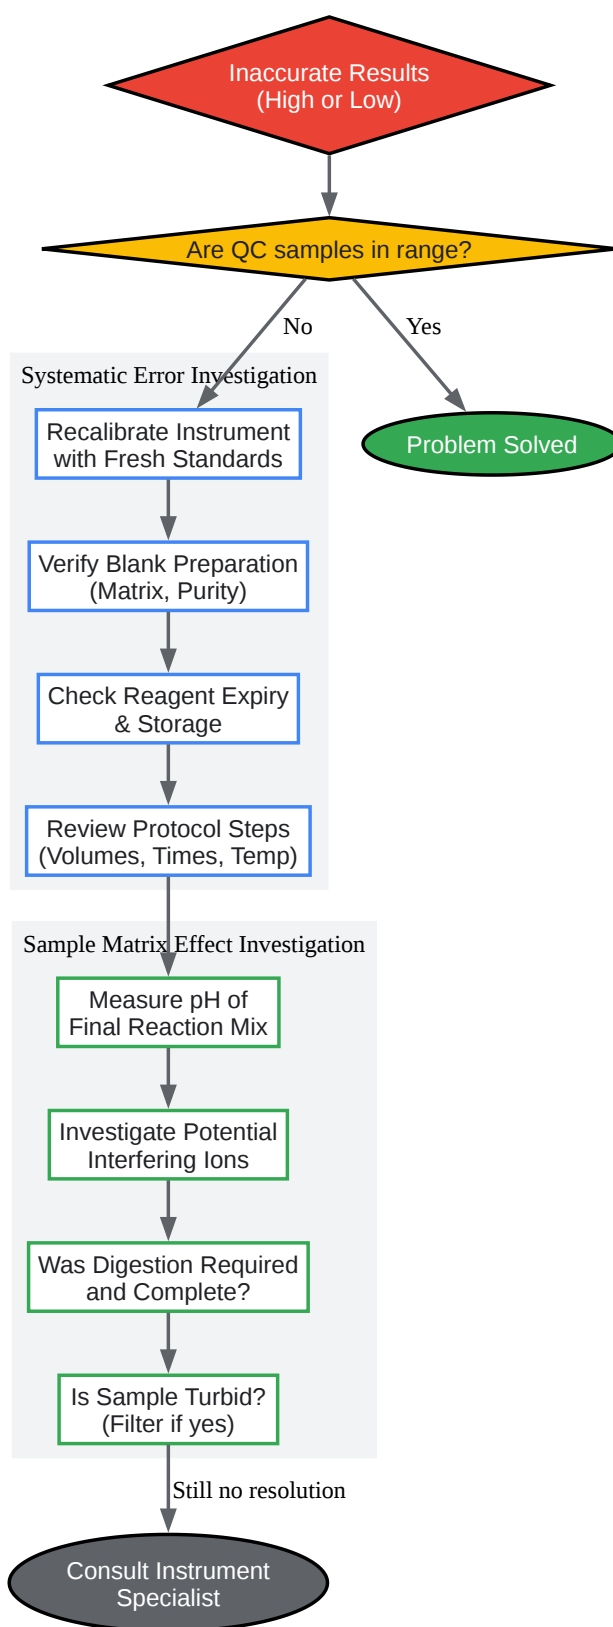 Inaccurate Results
(High or Low)
Are QC samples in range?
No
Yes
Systematic Error Investigation
Recalibrate Instrument
with Fresh Standards
Problem Solved
Verify Blank Preparation
(Matrix, Purity)
Check Reagent Expiry
& Storage
Review Protocol Steps
(Volumes, Times, Temp)
Sample Matrix Effect Investigation
Measure pH of
Final Reaction Mix
Investigate Potential
Interfering Ions
Was Digestion Required
and Complete?
Is Sample Turbid?
(Filter if yes)
Still no resolution
Consult Instrument
Specialist